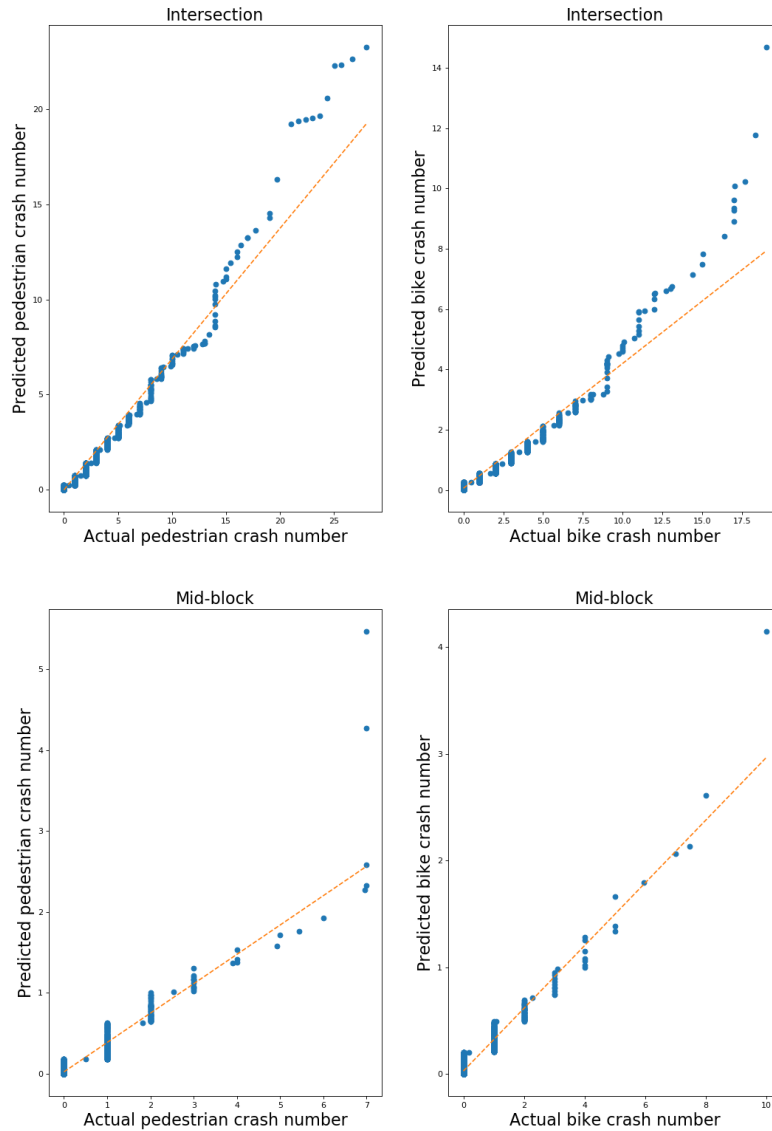 Intersection
Predicted pedestrian crash number
20
15
10
5
0
0 5 10 15 20 25
Actual pedestrian crash number
Intersection
Predicted bike crash number
14
12
10
8
6
4
2
0
0.0 2.5 5.0 7.5 10.0 12.5 15.0 17.5
Actual bike crash number
Mid-block
Predicted pedestrian crash number
5
4
3
2
1
0
0 1 2 3 4 5 6 7
Actual pedestrian crash number
Mid-block
Predicted bike crash number
4
3
2
1
0
0 2 4 6 8 10
Actual bike crash number